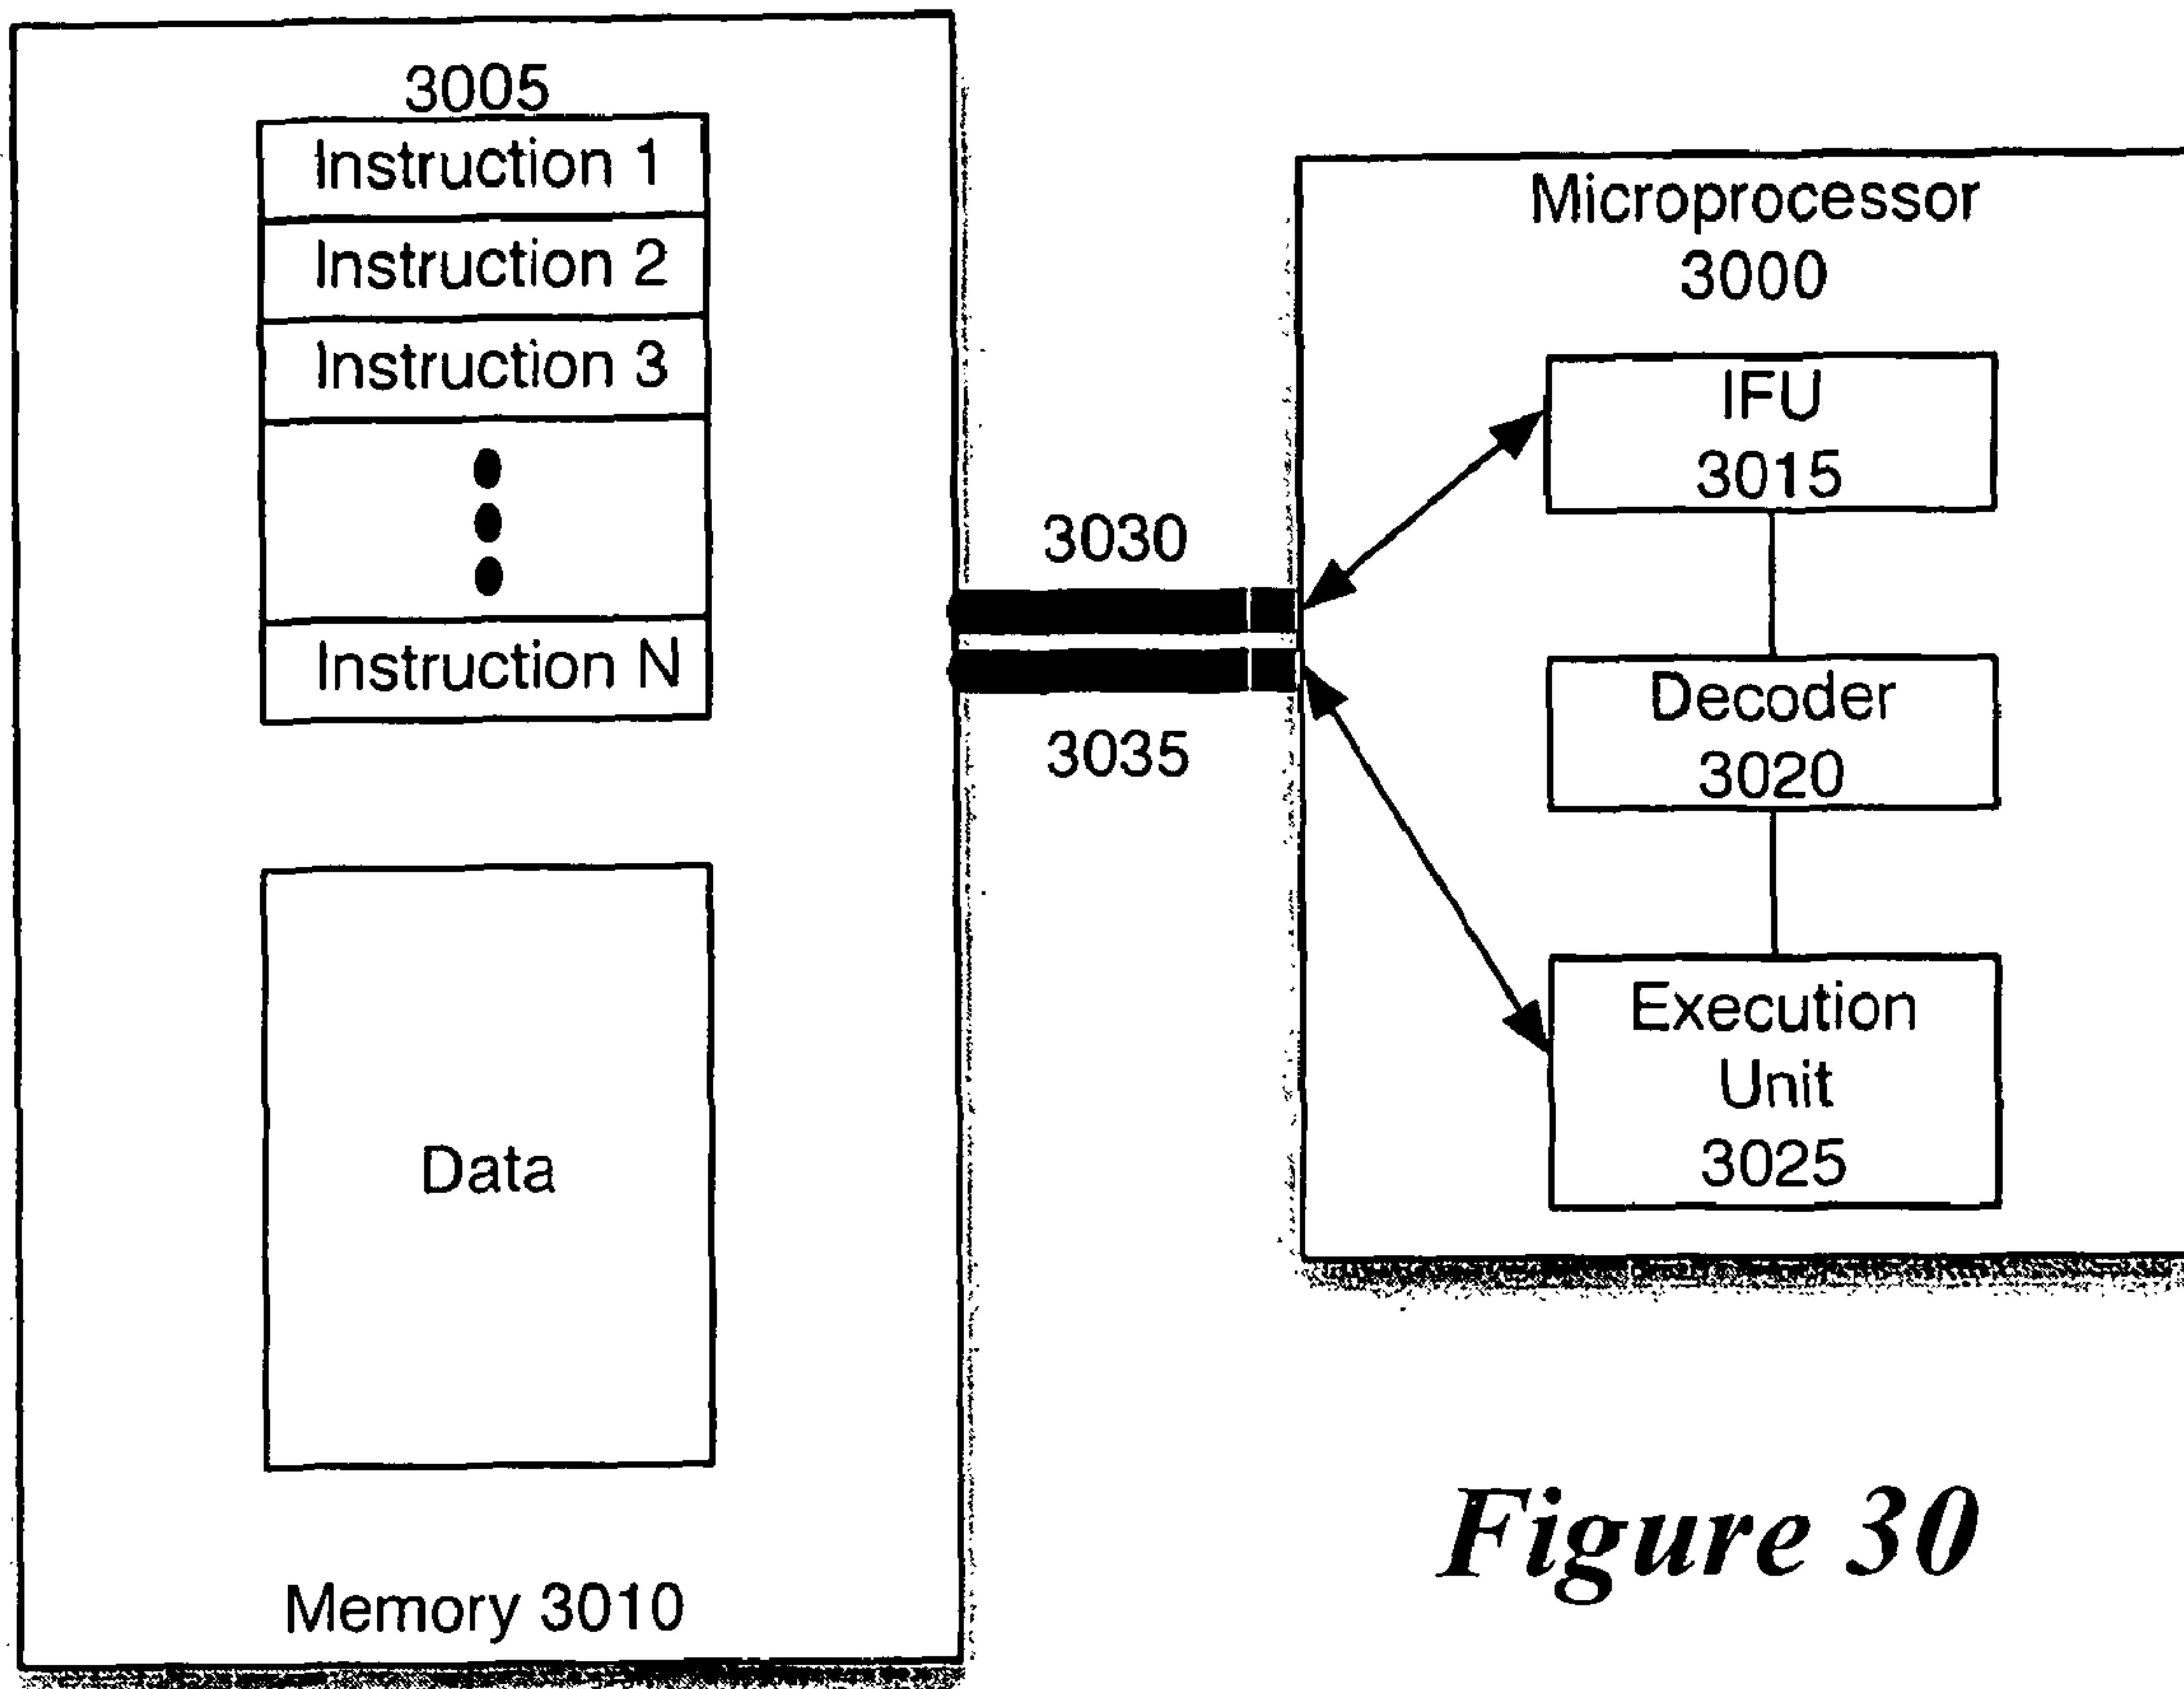 3005
Instruction 1
Instruction 2
Instruction 3
Instruction N
Data
Memory 3010
3030
3035
Microprocessor
3000
IFU
3015
Decoder
3020
Execution
Unit
3025
Figure 30